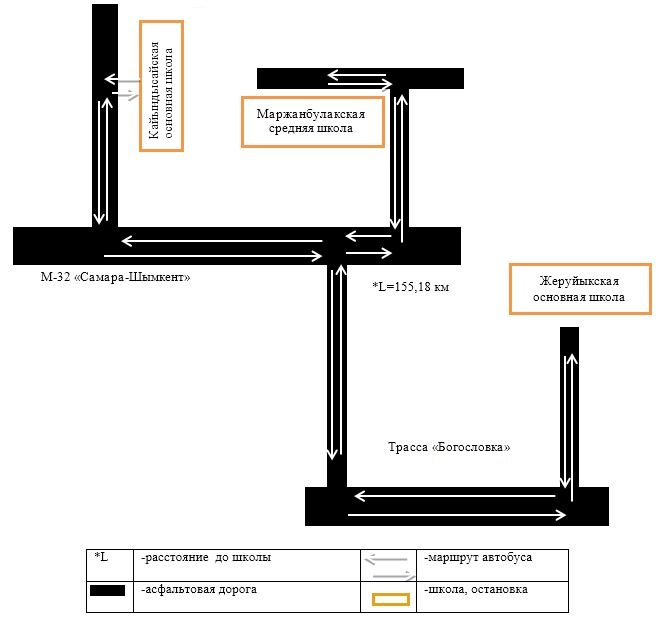 Кайындысайская
основная школа
Маржанбулакская
средняя школа
М-32 «Самара-Шымкент»
*L=155,18 км
Жеруйыкская
основная школа
Трасса «Богословка»
*L -расстояние до школы -маршрут автобуса
-асфальтовая дорога -школа, остановка